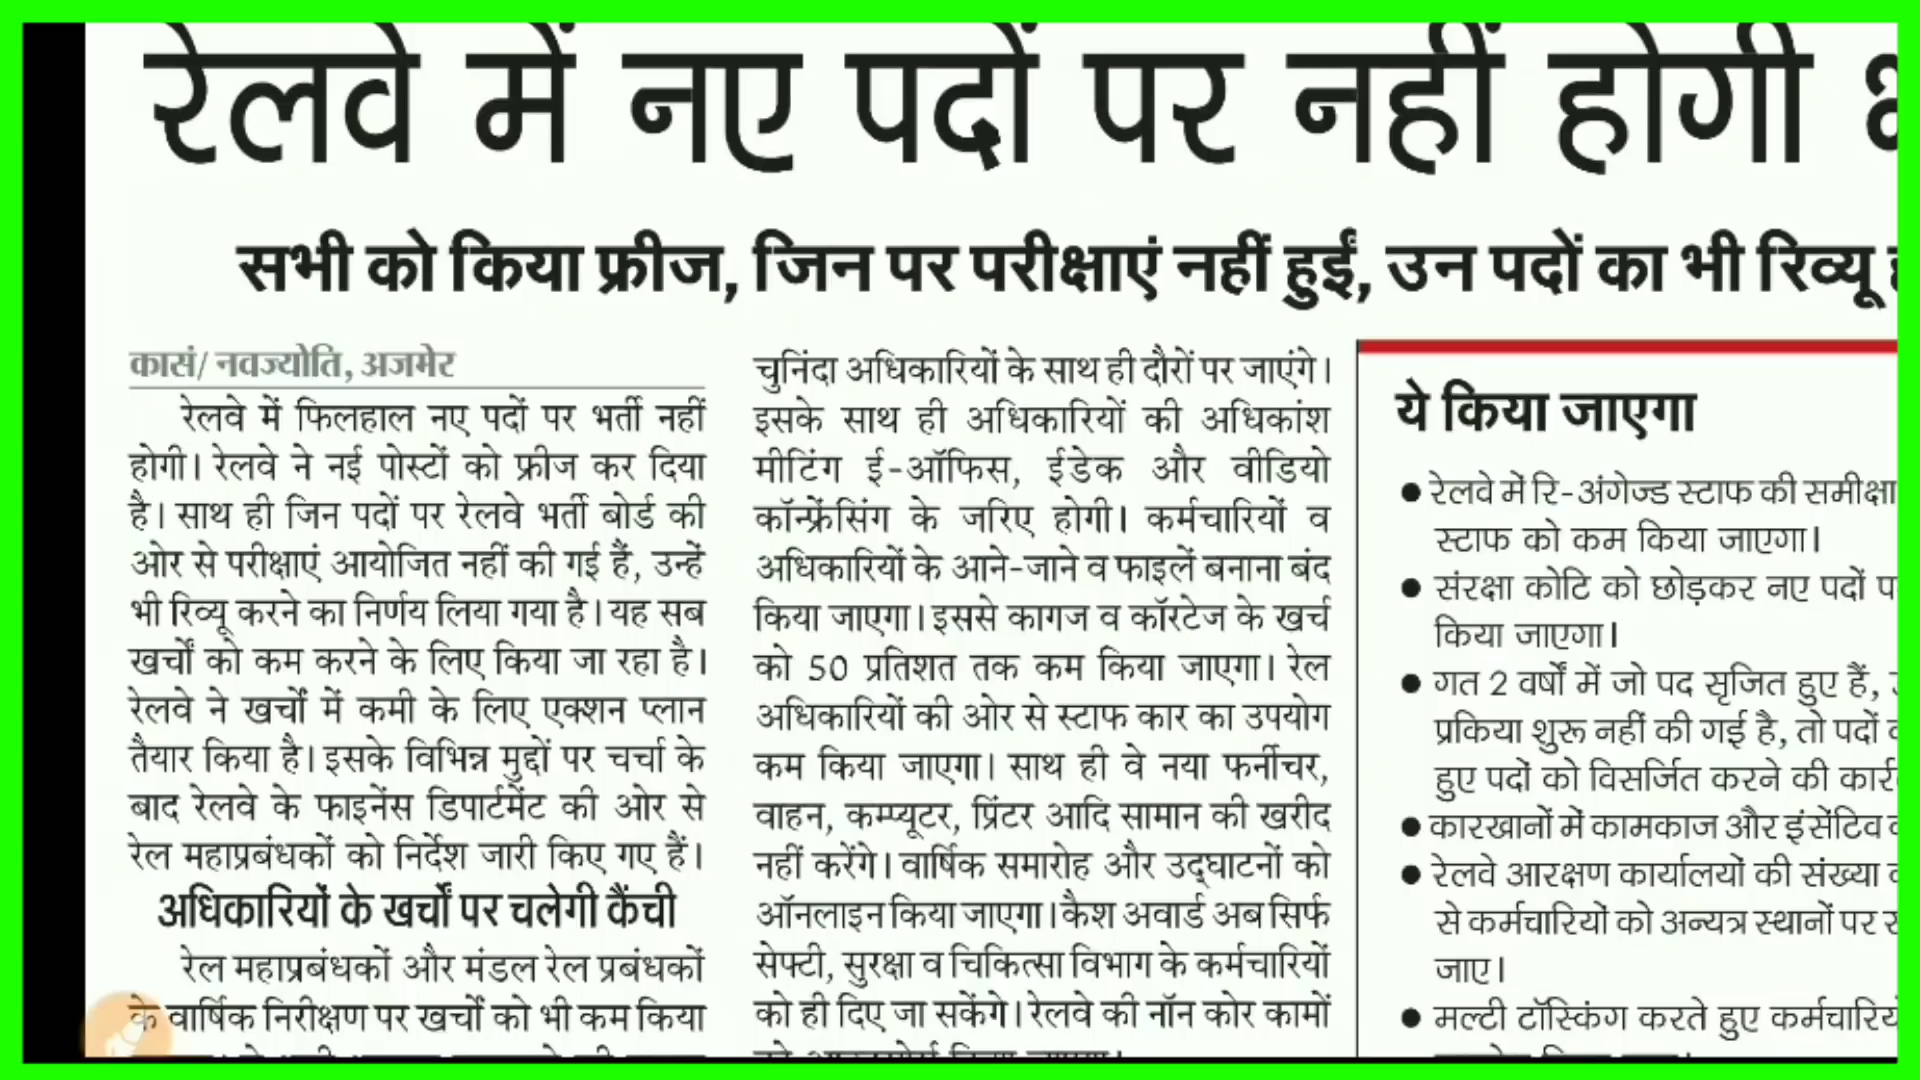 रेलवे में नए पदों पर नहीं होगी
सभी को किया फ्रीज, जिन पर परीक्षाएं नहीं हुईं, उन पदों का भी रिव्यू
कासं/ नवज्योति, अजमेर
रेलवे में फिलहाल नए पदों पर भर्ती नहीं
होगी। रेलवे ने नई पोस्टों को फ्रीज कर दिया
है। साथ ही जिन पदों पर रेलवे भर्ती बोर्ड की
ओर से परीक्षाएं आयोजित नहीं की गई हैं, उन्हें
भी रिव्यू करने का निर्णय लिया गया है। यह सब
खर्चों को कम करने के लिए किया जा रहा है।
रेलवे ने खर्चों में कमी के लिए एक्शन प्लान
तैयार किया है। इसके विभिन्न मुद्दों पर चर्चा के
बाद रेलवे के फाइनेंस डिपार्टमेंट की ओर से
रेल महाप्रबंधकों को निर्देश जारी किए गए हैं।
अधिकारियों के खर्चों पर चलेगी कैंची
रेल महाप्रबंधकों और मंडल रेल प्रबंधकों
के वार्षिक निरीक्षण पर खर्चों को भी कम किया
चुनिंदा अधिकारियों के साथ ही दौरों पर जाएंगे।
इसके साथ ही अधिकारियों की अधिकांश
मीटिंग ई-ऑफिस, ईडेक और वीडियो
कॉन्फ्रेंसिंग के जरिए होगी। कर्मचारियों व
अधिकारियों के आने-जाने व फाइलें बनाना बंद
किया जाएगा। इससे कागज व कॉरटेज के खर्च
को 50 प्रतिशत तक कम किया जाएगा। रेल
अधिकारियों की ओर से स्टाफ कार का उपयोग
कम किया जाएगा। साथ ही वे नया फर्नीचर,
वाहन, कम्प्यूटर, प्रिंटर आदि सामान की खरीद
नहीं करेंगे। वार्षिक समारोह और उद्घाटनों को
ऑनलाइन किया जाएगा। कैश अवार्ड अब सिर्फ
सेफ्टी, सुरक्षा व चिकित्सा विभाग के कर्मचारियों
को ही दिए जा सकेंगे। रेलवे की नॉन कोर कामों
ये किया जाएगा
● रेलवे में रि-अंगेज्ड स्टाफ की समीक्षा
स्टाफ को कम किया जाएगा।
● संरक्षा कोटि को छोड़कर नए पदों
किया जाएगा।
● गत 2 वर्षों में जो पद सृजित हुए हैं,
प्रकिया शुरू नहीं की गई है, तो पदों
हुए पदों को विसर्जित करने की
● कारखानों में कामकाज और इंसेंटिव
● रेलवे आरक्षण कार्यालयों की संख्या
से कर्मचारियों को अन्यत्र स्थानों पर
जाए।
● मल्टी टॉस्किंग करते हुए